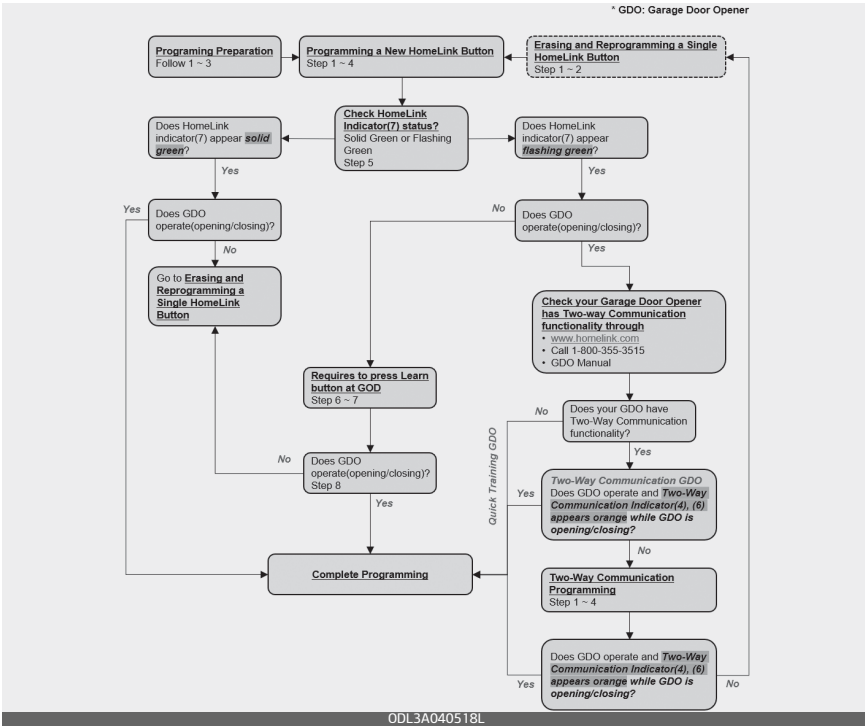 * GDO: Garage Door Opener
Programing Preparation
Follow 1 ~ 3
Programming a New HomeLink Button
Step 1 ~ 4
Erasing and Reprogramming a Single
HomeLink Button
Step 1 ~ 2
Does HomeLink
indicator(7) appear solid
green?
Check HomeLink
Indicator(7) status?
Solid Green or Flashing
Green
Step 5
Does HomeLink
indicator(7) appear
flashing green?
Yes
Yes
Yes
Does GDO
operate(opening/closing)?
No
Does GDO
operate(opening/closing)?
No
Yes
Go to Erasing and
Reprogramming a
Single HomeLink
Button
Check your Garage Door Opener
has Two-way Communication
functionality through
• www.homelink.com
• Call 1-800-355-3515
• GDO Manual
Requires to press Learn
button at GOD
Step 6 ~ 7
No
Does your GDO have
Two-Way Communication
functionality?
Yes
Quick Training GDO
No
Does GDO
operate(opening/closing)?
Step 8
Yes
Yes
Two-Way Communication GDO
Does GDO operate and Two-Way
Communication Indicator(4), (6)
appears orange while GDO is
opening/closing?
No
Complete Programming
Two-Way Communication
Programming
Step 1 ~ 4
Does GDO operate and Two-Way
Communication Indicator(4), (6)
appears orange while GDO is
opening/closing?
Yes
No
ODL3A040518L